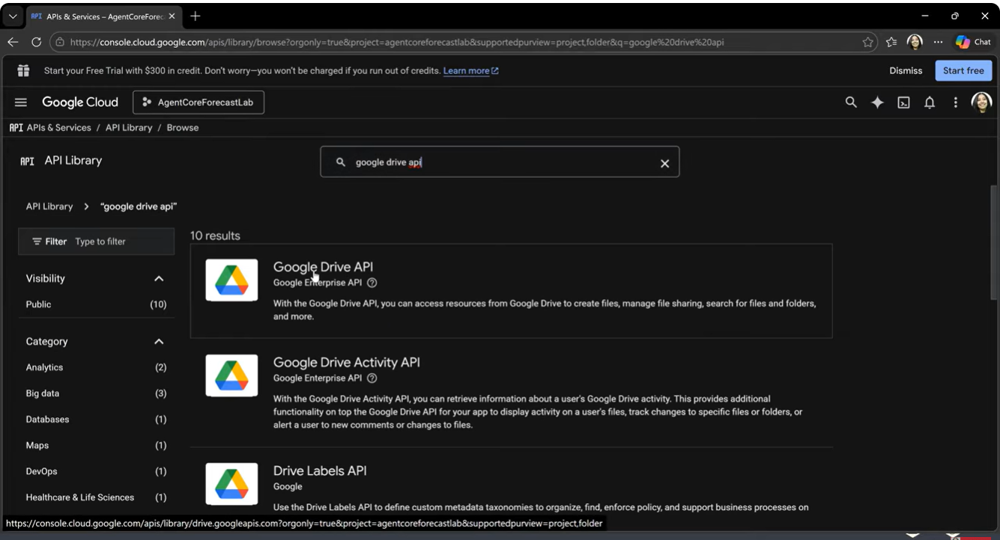 API APIs & Services – AgentCoreForec
https://console.cloud.google.com/apis/library/browse?orgonly=true&project=agentcoreforecastlab&supportedpurview=project,folder&q=google%20drive%20api
Chat
Start your Free Trial with $300 in credit. Don't worry—you won't be charged if you run out of credits. Learn more
Dismiss
Start free
Google Cloud
AgentCoreForecastLab
API APIs & Services / API Library / Browse
API API Library
google drive api
API Library > “google drive api”
Filter Type to filter
10 results
Visibility
Public (10)
Category
Analytics (2)
Big data (3)
Databases (1)
Maps (1)
DevOps (1)
Healthcare & Life Sciences (1)
Google Drive API
Google Enterprise API
With the Google Drive API, you can access resources from Google Drive to create files, manage file sharing, search for files and folders,
and more.
Google Drive Activity API
Google Enterprise API
With the Google Drive Activity API, you can retrieve information about a user's Google Drive activity. This provides additional
functionality on top the Google Drive API for your app to display activity on a user's files, track changes to specific files or folders, or
alert a user to new comments or changes to files.
Drive Labels API
Google
Use the Drive Labels API to define custom metadata taxonomies to organize, find, enforce policy, and support business processes on
https://console.cloud.google.com/apis/library/drive.googleapis.com?orgonly=true&project=agentcoreforecastlab&supportedpurview=project,folder